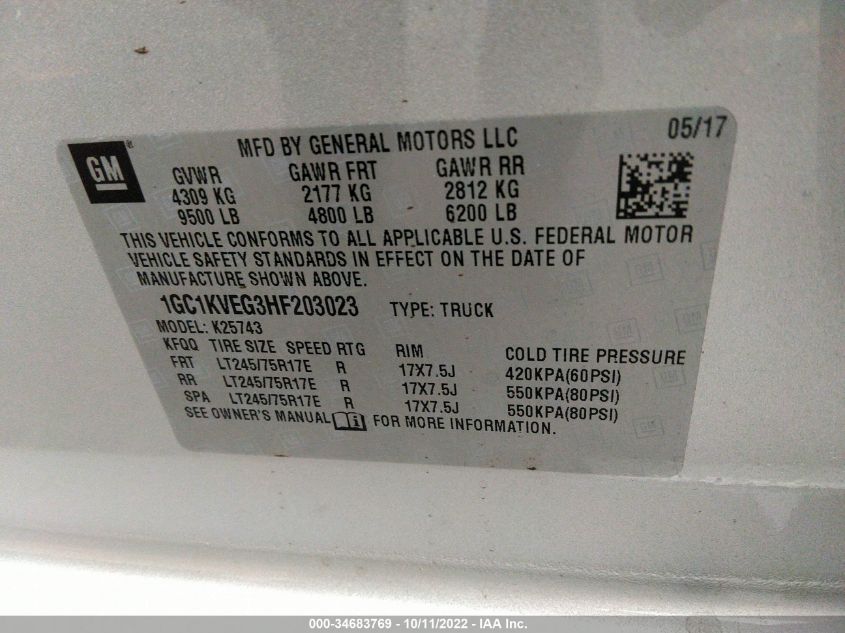 GM® MFD BY GENERAL MOTORS LLC 05/17
GVWR GAWR FRT GAWR RR
4309 KG 2177 KG 2812 KG
9500 LB 4800 LB 6200 LB
THIS VEHICLE CONFORMS TO ALL APPLICABLE U.S. FEDERAL MOTOR
VEHICLE SAFETY STANDARDS IN EFFECT ON THE DATE OF
MANUFACTURE SHOWN ABOVE.
1GC1KVEG3HF203023 TYPE: TRUCK
MODEL: K25743
KFQQ TIRE SIZE SPEED RTG RIM COLD TIRE PRESSURE
FRT LT245/75R17E R 17X7.5J 420KPA(60PSI)
RR LT245/75R17E R 17X7.5J 550KPA(80PSI)
SPA LT245/75R17E R 17X7.5J 550KPA(80PSI)
SEE OWNER'S MANUAL FOR MORE INFORMATION.
000-34683769 - 10/11/2022 - IAA Inc.